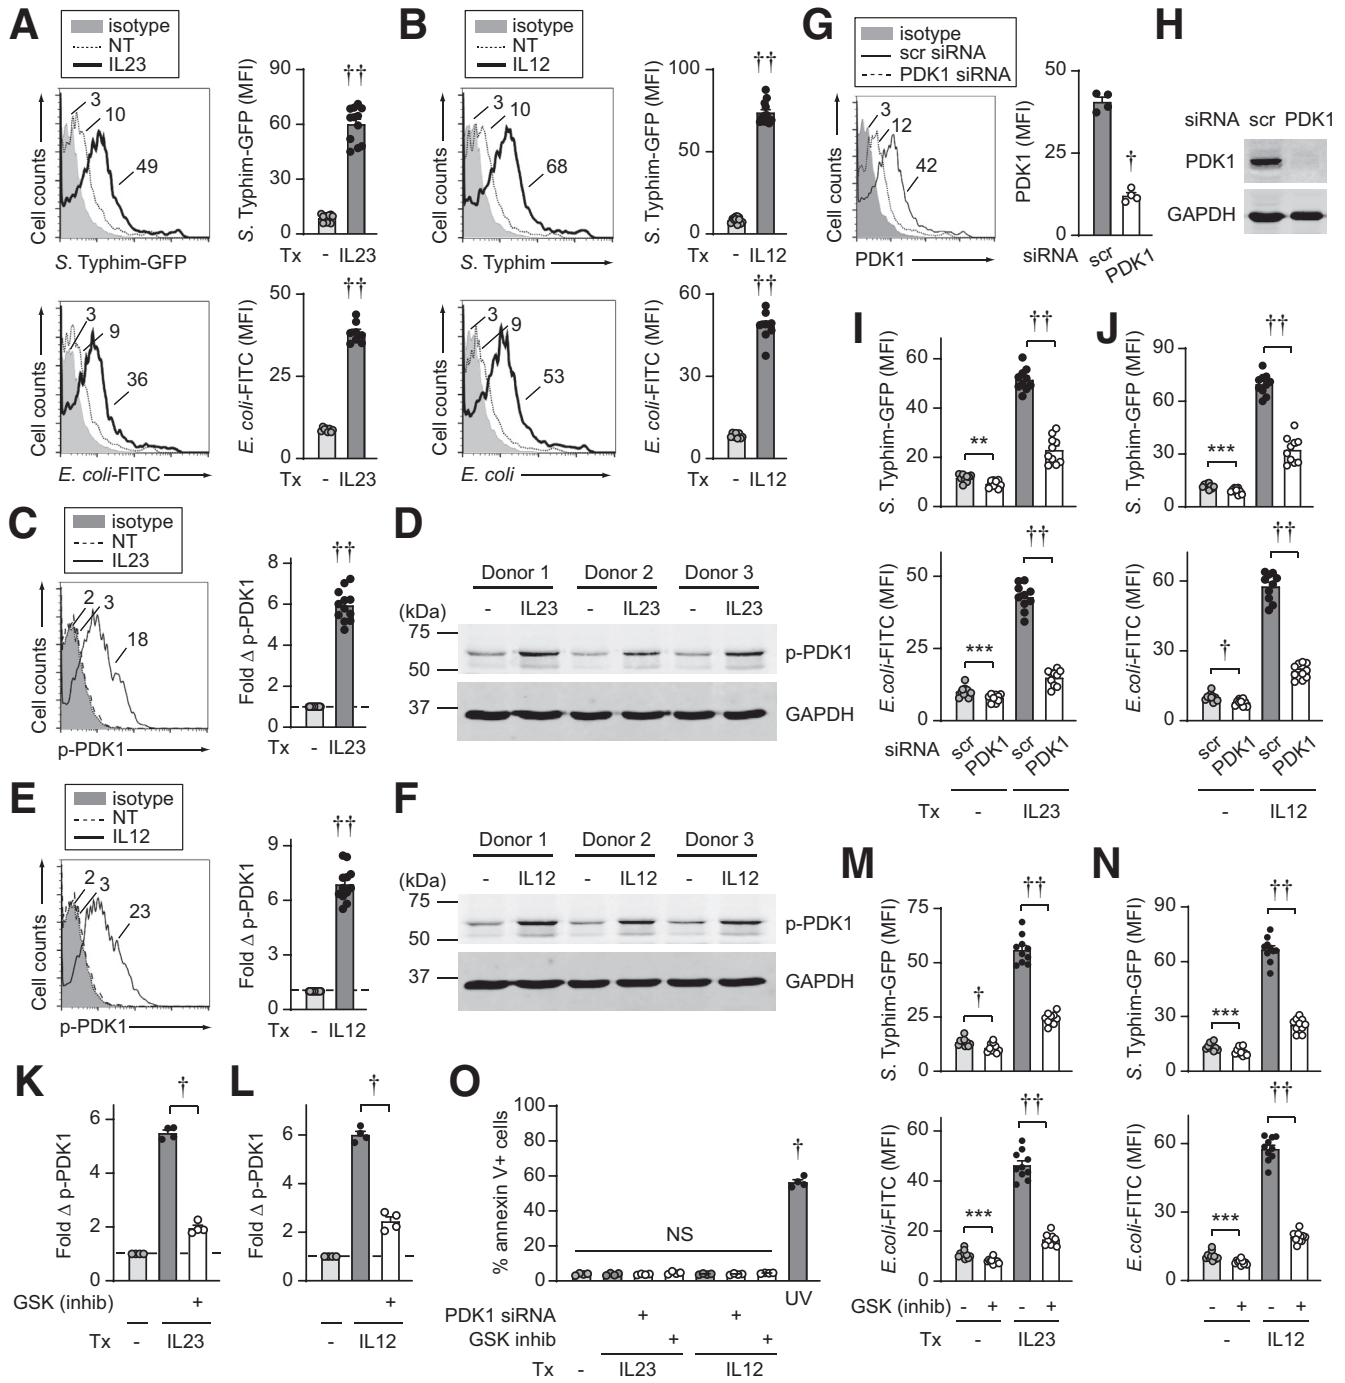 A
isotype
NT
IL23
3
10
49
Cell counts
S. Typhim-GFP
S. Typhim-GFP (MFI)
90
60
30
0
††
Tx - IL23
3
9
36
Cell counts
E. coli-FITC
E. coli-FITC (MFI)
50
25
0
††
Tx - IL23
B
isotype
NT
IL12
3
10
68
Cell counts
S. Typhim
S. Typhim-GFP (MFI)
100
50
0
††
Tx - IL12
3
9
53
Cell counts
E. coli
E. coli-FITC (MFI)
60
30
0
††
Tx - IL12
G
isotype
scr siRNA
PDK1 siRNA
3
12
42
Cell counts
PDK1
PDK1 (MFI)
50
25
0
†
siRNA scr PDK1
H
siRNA scr PDK1
PDK1
GAPDH
C
isotype
NT
IL23
2
3
18
Cell counts
p-PDK1
Fold Δ p-PDK1
8
6
4
2
0
††
Tx - IL23
D
Donor 1 Donor 2 Donor 3
- IL23 - IL23 - IL23
(kDa)
75
50
37
p-PDK1
GAPDH
E
isotype
NT
IL12
2
3
23
Cell counts
p-PDK1
Fold Δ p-PDK1
9
6
3
0
††
Tx - IL12
F
Donor 1 Donor 2 Donor 3
- IL12 - IL12 - IL12
(kDa)
75
50
37
p-PDK1
GAPDH
I
S. Typhim-GFP (MFI)
60
40
20
0
**
††
E.coli-FITC (MFI)
50
25
0
***
††
siRNA scr PDK1 scr PDK1
Tx - IL23
J
S. Typhim-GFP (MFI)
90
60
30
0
***
††
E.coli-FITC (MFI)
60
30
0
†
††
scr PDK1 scr PDK1
- IL12
K
Fold Δ p-PDK1
6
4
2
0
†
GSK (inhib) +
Tx - IL23
L
Fold Δ p-PDK1
6
4
2
0
†
+
- IL12
O
% annexin V+ cells
100
80
60
40
20
0
NS
†
UV
PDK1 siRNA + +
GSK inhib + +
Tx - IL23 IL12
M
S. Typhim-GFP (MFI)
75
50
25
0
†
††
E.coli-FITC (MFI)
60
40
20
0
***
††
GSK (inhib) - + - +
Tx - IL23
N
S. Typhim-GFP (MFI)
90
60
30
0
***
††
E.coli-FITC (MFI)
60
30
0
***
††
- + - +
- IL12